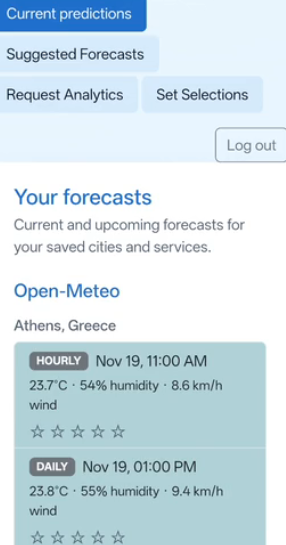 Current predictions
Suggested Forecasts
Request Analytics
Set Selections
Log out
Your forecasts
Current and upcoming forecasts for
your saved cities and services.
Open-Meteo
Athens, Greece
HOURLY Nov 19, 11:00 AM
23.7°C · 54% humidity · 8.6 km/h
wind
DAILY Nov 19, 01:00 PM
23.8°C · 55% humidity · 9.4 km/h
wind